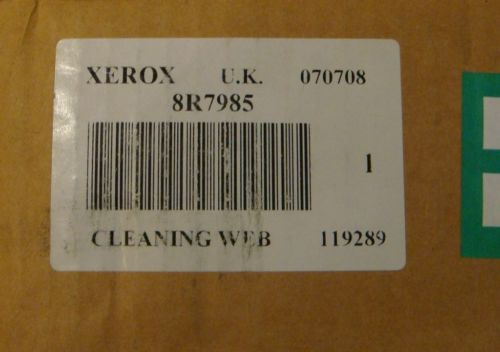 XEROX U.K. 070708
8R7985
1
CLEANING WEB 119289